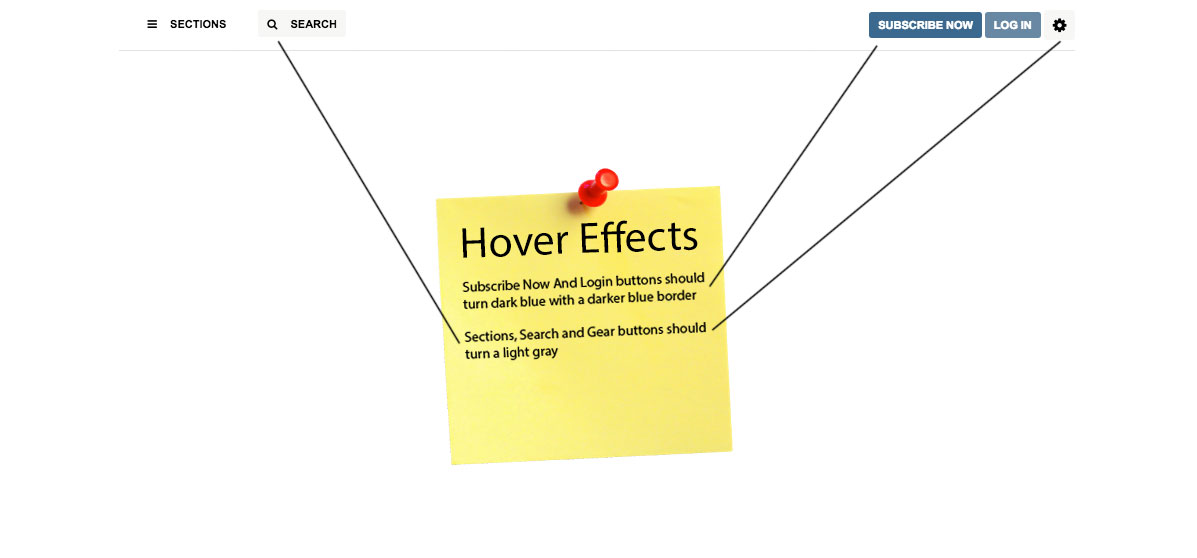 SECTIONS SEARCH SUBSCRIBE NOW LOG IN
Hover Effects
Subscribe Now And Login buttons should
turn dark blue with a darker blue border
Sections, Search and Gear buttons should
turn a light gray